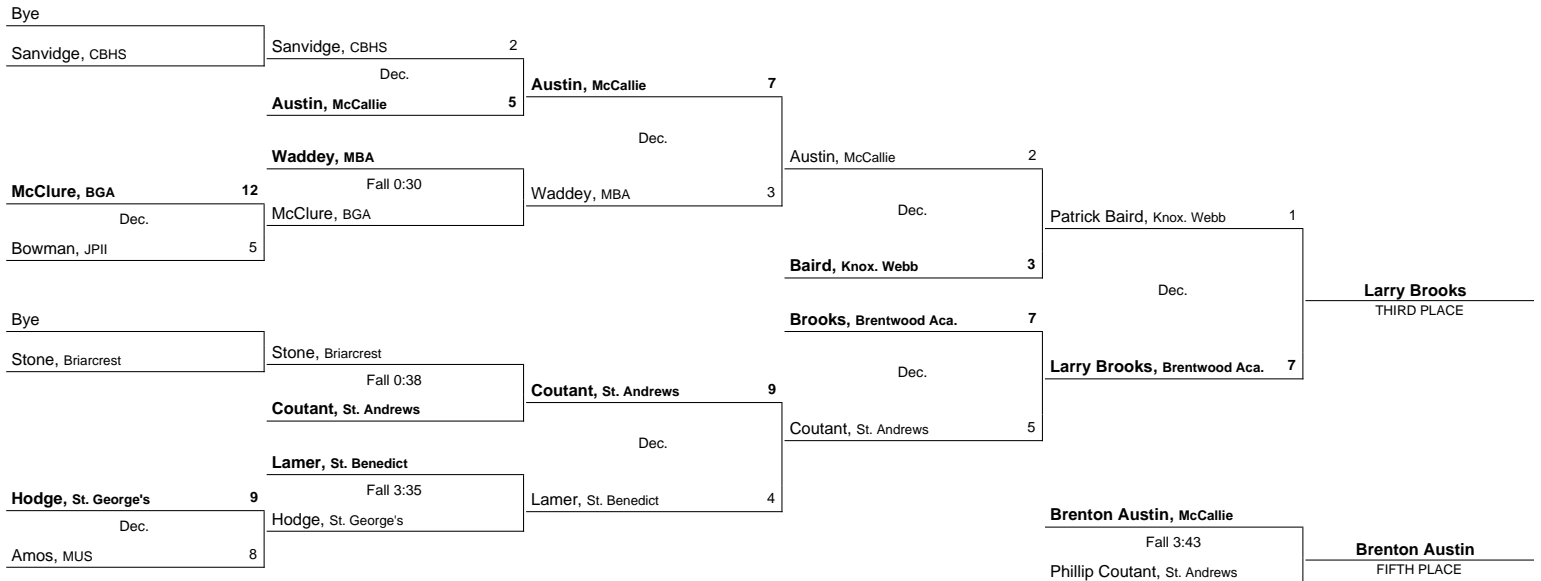 Bye
Sanvidge, CBHS
McClure, BGA 12
Dec.
Bowman, JPII 5
Bye
Stone, Briarcrest
Hodge, St. George's 9
Dec.
Amos, MUS 8
Sanvidge, CBHS 2
Dec.
Austin, McCallie 5
Waddey, MBA
Fall 0:30
McClure, BGA
Stone, Briarcrest
Fall 0:38
Coutant, St. Andrews
Lamer, St. Benedict
Fall 3:35
Hodge, St. George's
Austin, McCallie 7
Dec.
Waddey, MBA 3
Coutant, St. Andrews 9
Dec.
Lamer, St. Benedict 4
Austin, McCallie 2
Dec.
Baird, Knox. Webb 3
Brooks, Brentwood Aca. 7
Dec.
Coutant, St. Andrews 5
Patrick Baird, Knox. Webb 1
Dec.
Larry Brooks, Brentwood Aca. 7
Larry Brooks
THIRD PLACE
Brenton Austin, McCallie
Fall 3:43
Phillip Coutant, St. Andrews
Brenton Austin
FIFTH PLACE